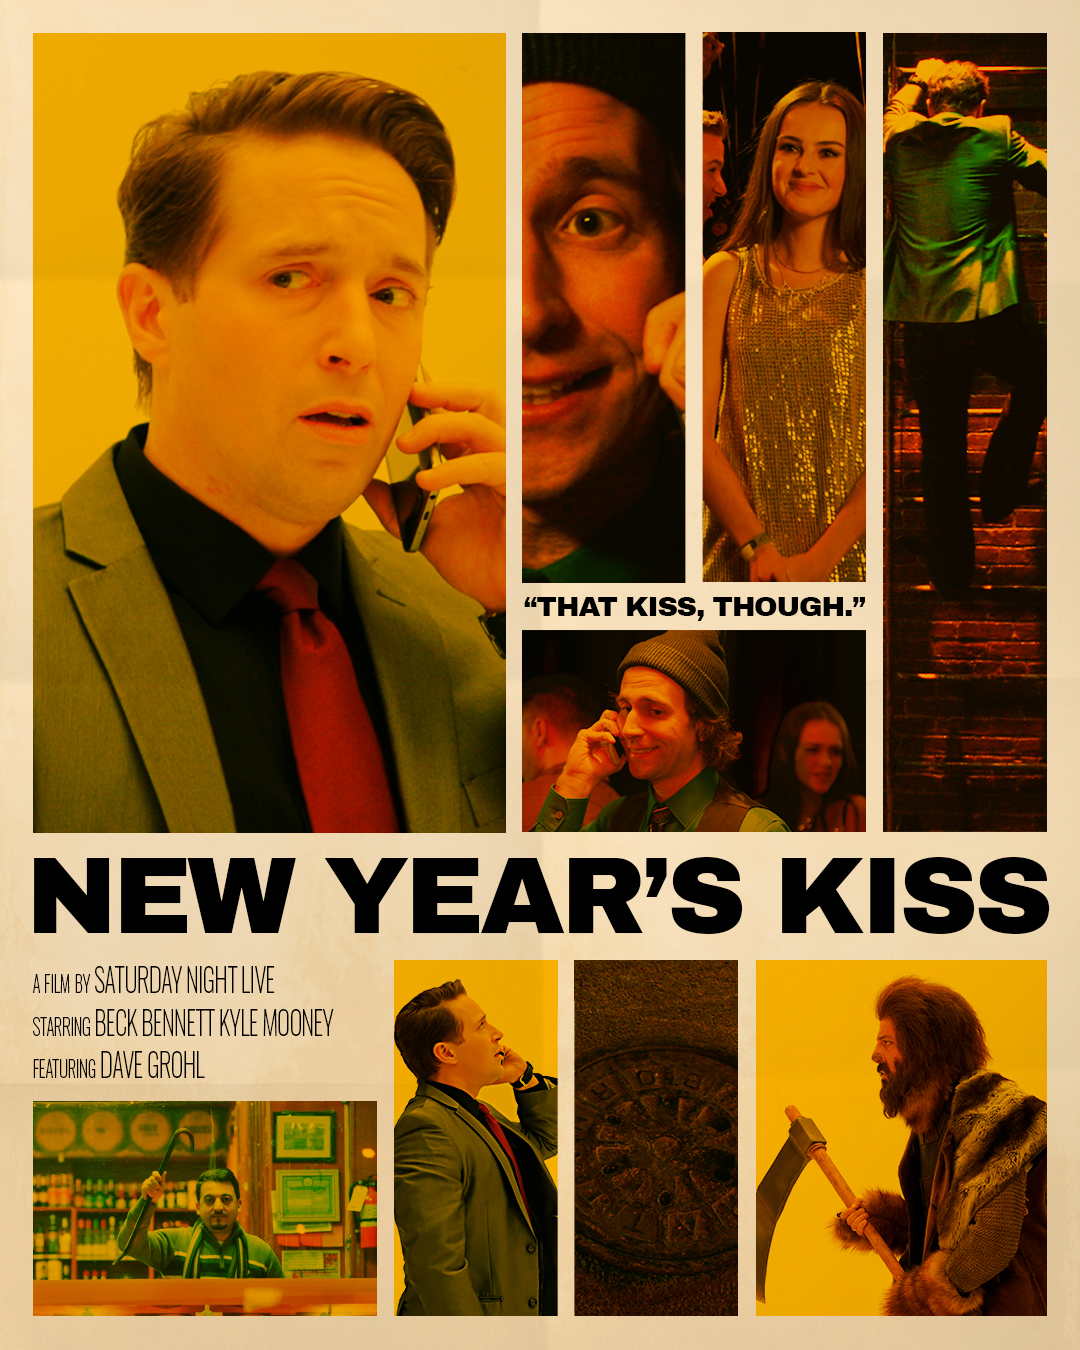 “THAT KISS, THOUGH.”
NEW YEAR’S KISS
A FILM BY SATURDAY NIGHT LIVE
STARRING BECK BENNETT KYLE MOONEY
FEATURING DAVE GROHL